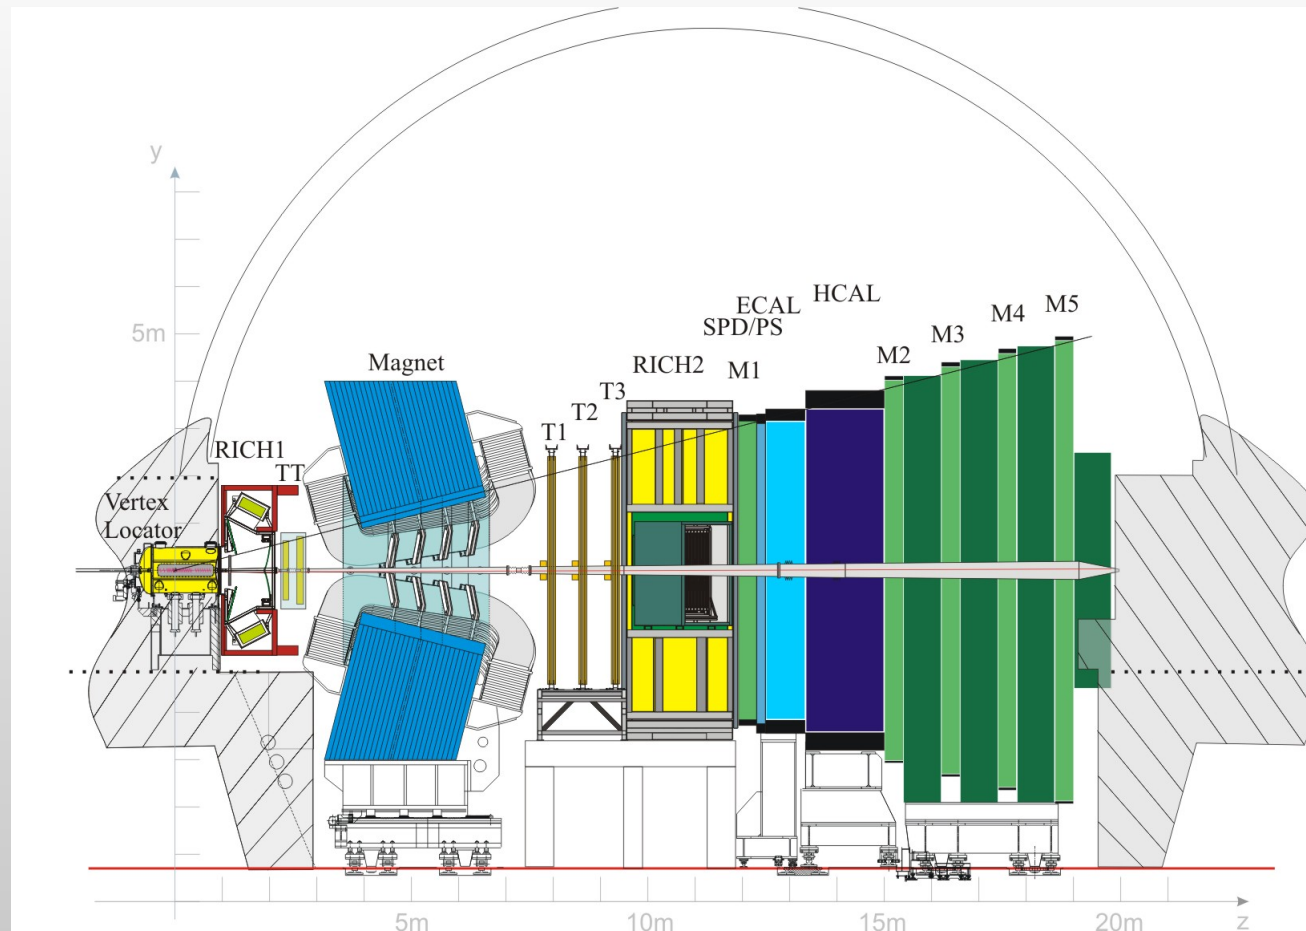 y
5m
HCAL
ECAL
SPD/PS
M5
M4
M3
M2
Magnet
RICH2
M1
T3
T2
T1
RICH1
TT
Vertex
Locator
5m
10m
15m
20m
z